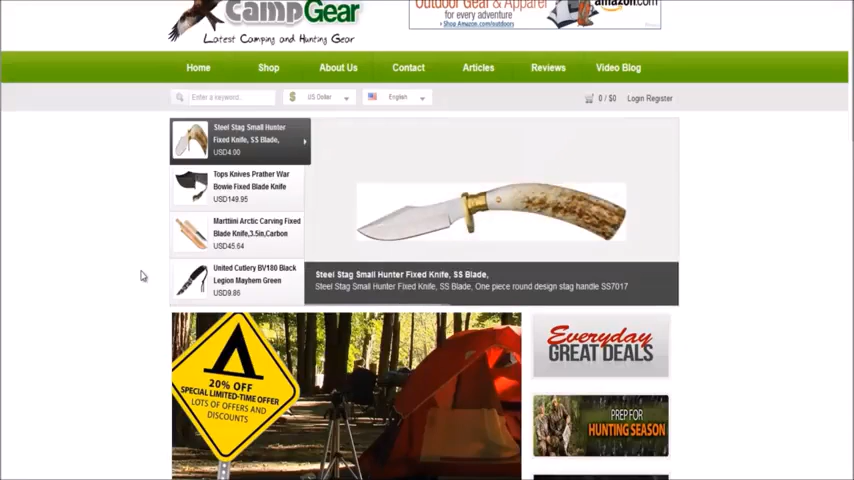 CampGear
Latest Camping and Hunting Gear
Outdoor Gear & Apparel
for every adventure
Shop Amazon.com/outdoors
amazon.com
Home
Shop
About Us
Contact
Articles
Reviews
Video Blog
Enter a keyword...
$
US Dollar
English
0 / $0
Login Register
Steel Stag Small Hunter
Fixed Knife, SS Blade,
USD4.00
Tops Knives Prather War
Bowie Fixed Blade Knife
USD149.95
Marttiini Arctic Carving Fixed
Blade Knife,3.5in,Carbon
USD45.64
United Cutlery BV180 Black
Legion Mayhem Green
USD9.86
Steel Stag Small Hunter Fixed Knife, SS Blade,
Steel Stag Small Hunter Fixed Knife, SS Blade, One piece round design stag handle SS7017
20% OFF
SPECIAL LIMITED-TIME OFFER
LOTS OF OFFERS AND
DISCOUNTS
Everyday
GREAT DEALS
PREP FOR
HUNTING SEASON